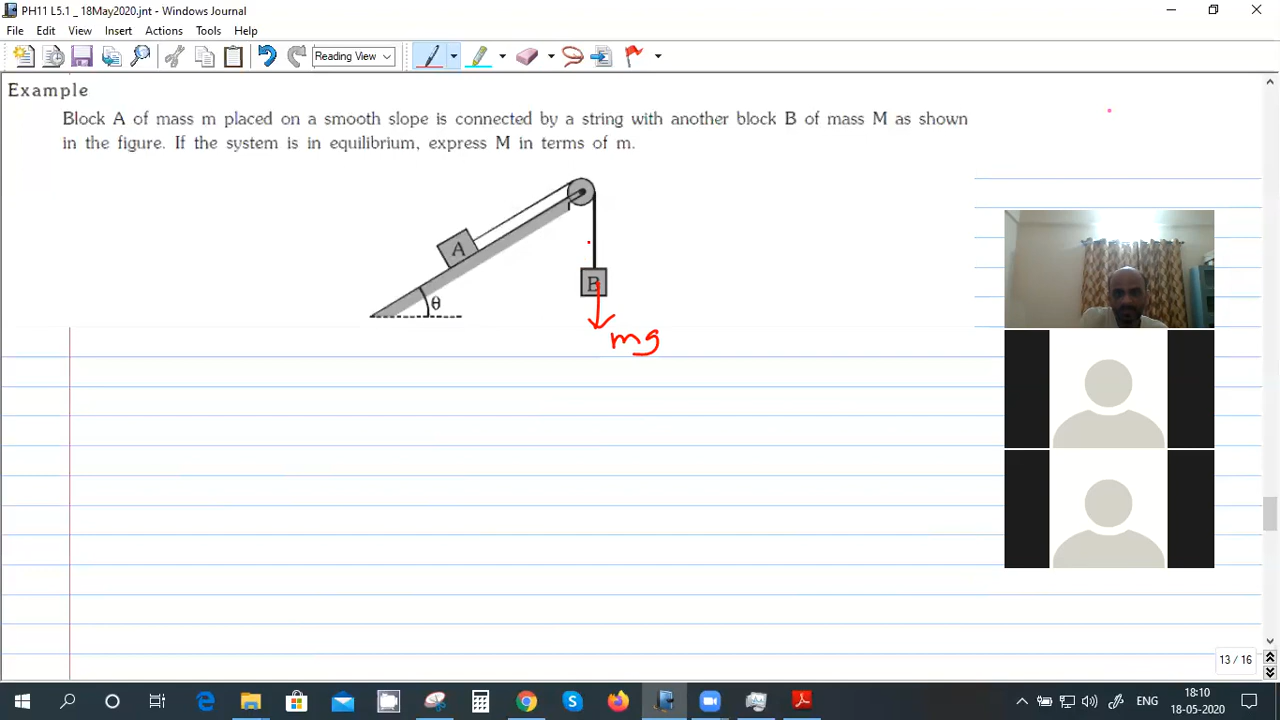 PH11 L5.1 _ 18May2020.jnt - Windows Journal
File Edit View Insert Actions Tools Help
Reading View
Example
Block A of mass m placed on a smooth slope is connected by a string with another block B of mass M as shown
in the figure. If the system is in equilibrium, express M in terms of m.
A
B
θ
mg
13 / 16
ENG
18:10
18-05-2020